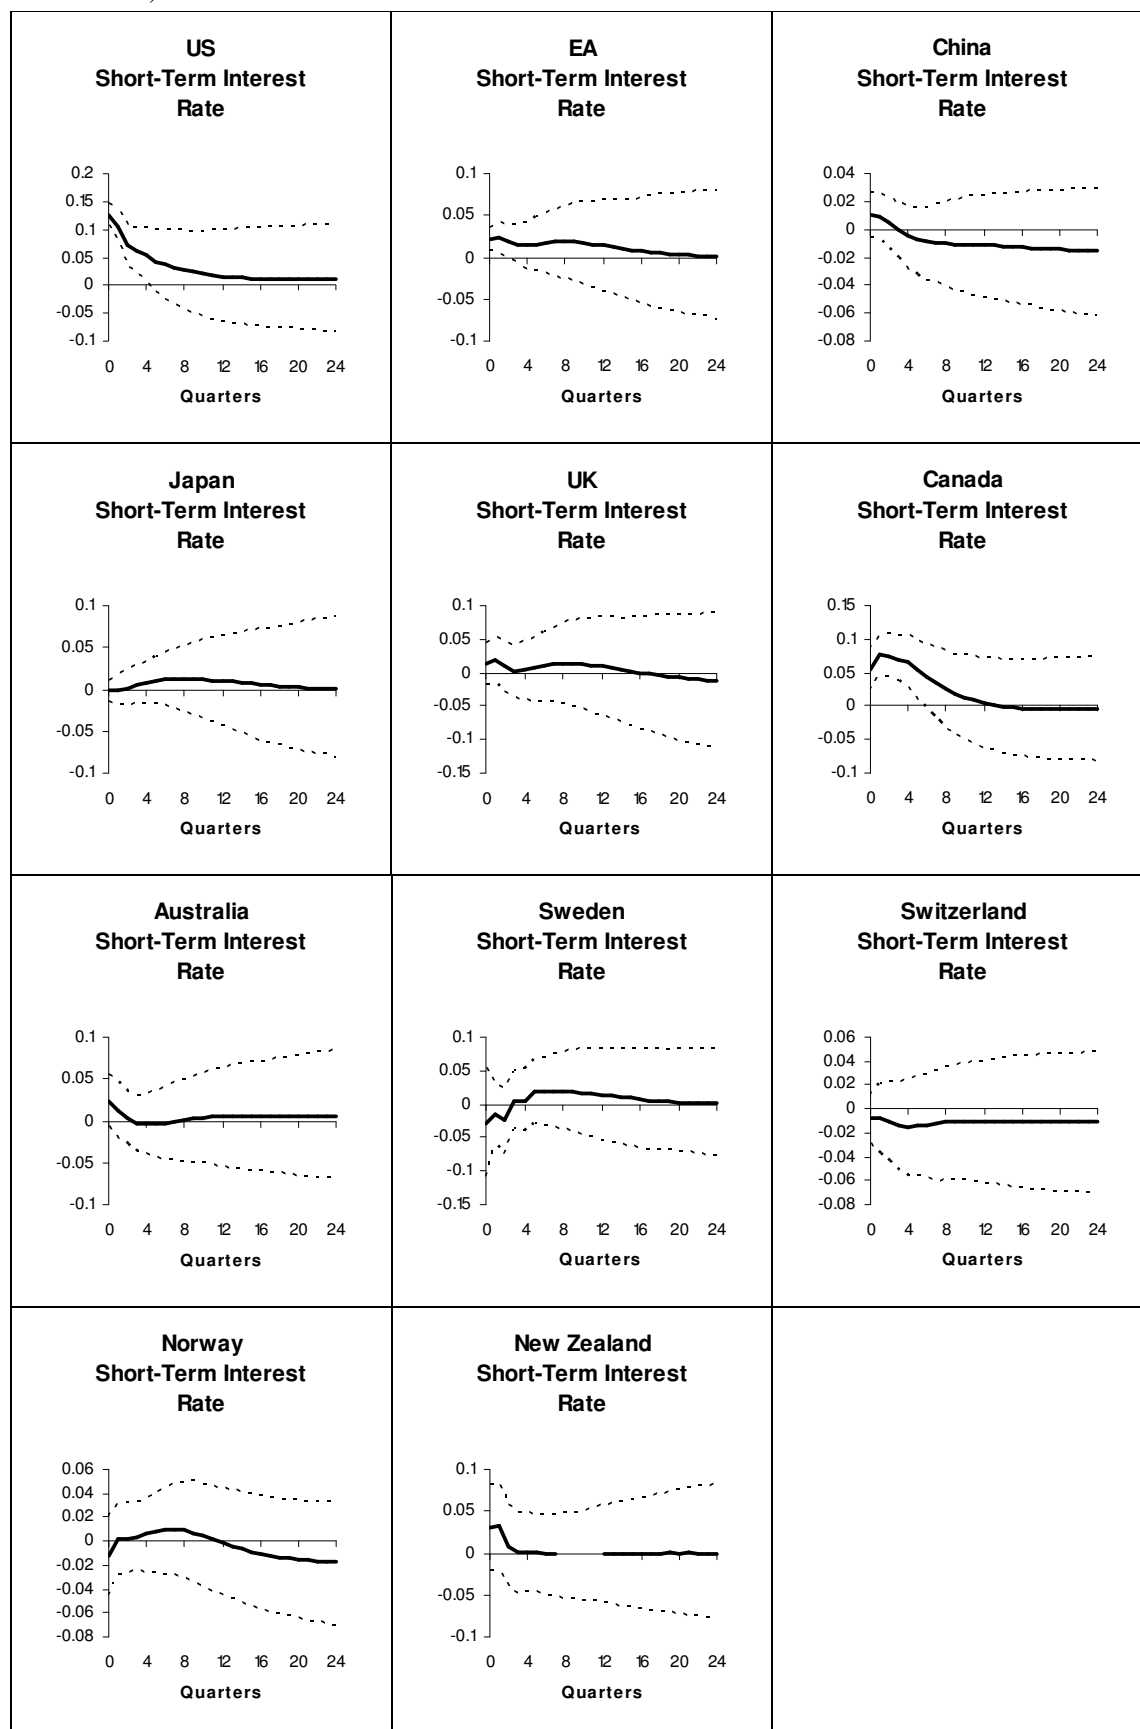 US
Short-Term Interest
Rate
0.2
0.15
0.1
0.05
0
-0.05
-0.1
0 4 8 12 16 20 24
Quarters
EA
Short-Term Interest
Rate
0.1
0.05
0
-0.05
-0.1
0 4 8 12 16 20 24
Quarters
China
Short-Term Interest
Rate
0.04
0.02
0
-0.02
-0.04
-0.06
-0.08
0 4 8 12 16 20 24
Quarters
Japan
Short-Term Interest
Rate
0.1
0.05
0
-0.05
-0.1
0 4 8 12 16 20 24
Quarters
UK
Short-Term Interest
Rate
0.1
0.05
0
-0.05
-0.1
-0.15
0 4 8 12 16 20 24
Quarters
Canada
Short-Term Interest
Rate
0.15
0.1
0.05
0
-0.05
-0.1
0 4 8 12 16 20 24
Quarters
Australia
Short-Term Interest
Rate
0.1
0.05
0
-0.05
-0.1
0 4 8 12 16 20 24
Quarters
Sweden
Short-Term Interest
Rate
0.1
0.05
0
-0.05
-0.1
-0.15
0 4 8 12 16 20 24
Quarters
Switzerland
Short-Term Interest
Rate
0.06
0.04
0.02
0
-0.02
-0.04
-0.06
-0.08
0 4 8 12 16 20 24
Quarters
Norway
Short-Term Interest
Rate
0.06
0.04
0.02
0
-0.02
-0.04
-0.06
-0.08
0 4 8 12 16 20 24
Quarters
New Zealand
Short-Term Interest
Rate
0.1
0.05
0
-0.05
-0.1
0 4 8 12 16 20 24
Quarters